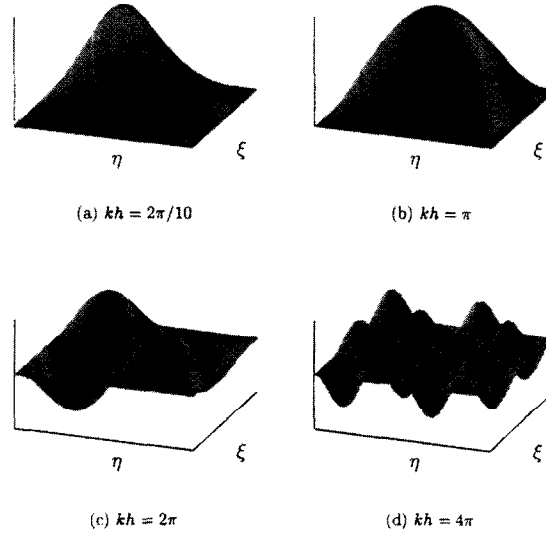 η ξ η ξ
(a) kh = 2π/10 (b) kh = π
η ξ η ξ
(c) kh = 2π (d) kh = 4π